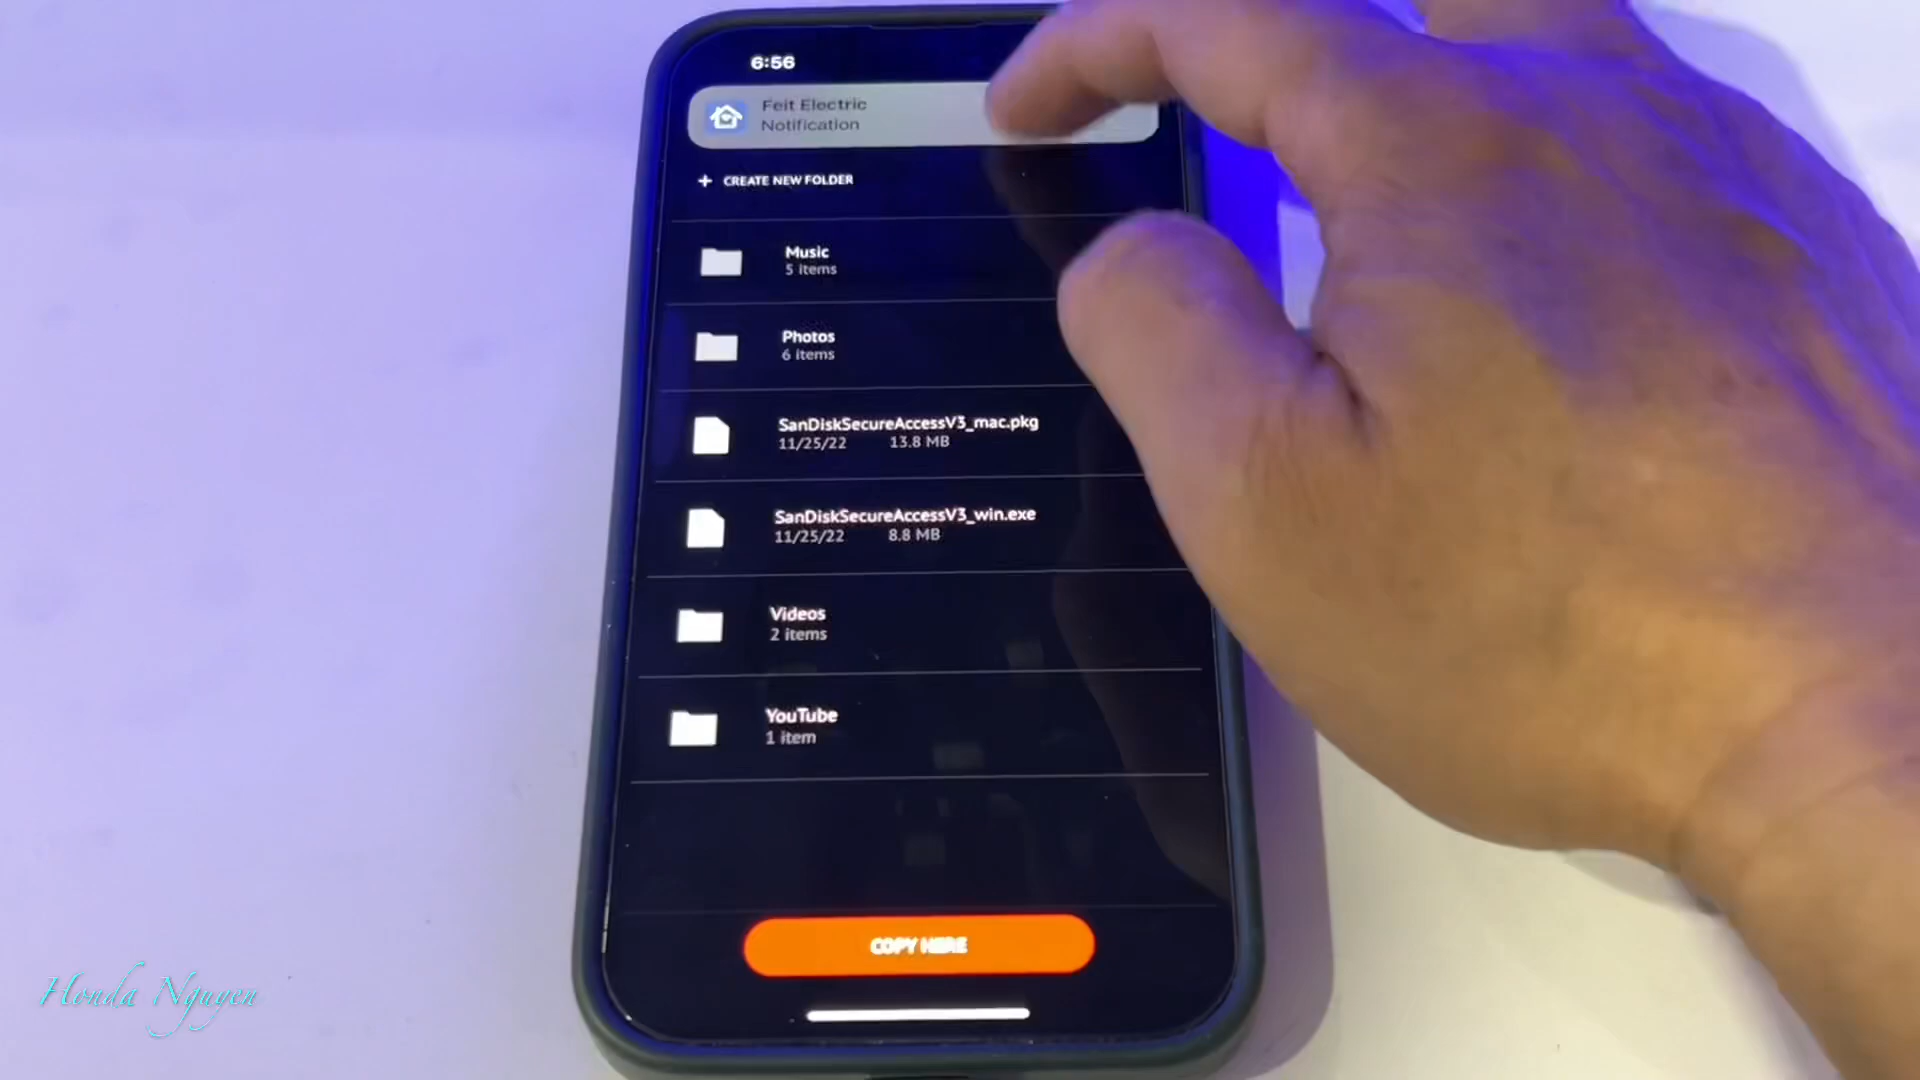 6:56
Feit Electric
Notification
+ CREATE NEW FOLDER
Music
5 items
Photos
6 items
SanDiskSecureAccessV3_mac.pkg
11/25/22 13.8 MB
SanDiskSecureAccessV3_win.exe
11/25/22 8.8 MB
Videos
2 items
YouTube
1 item
COPY HERE
Honda Nguyen